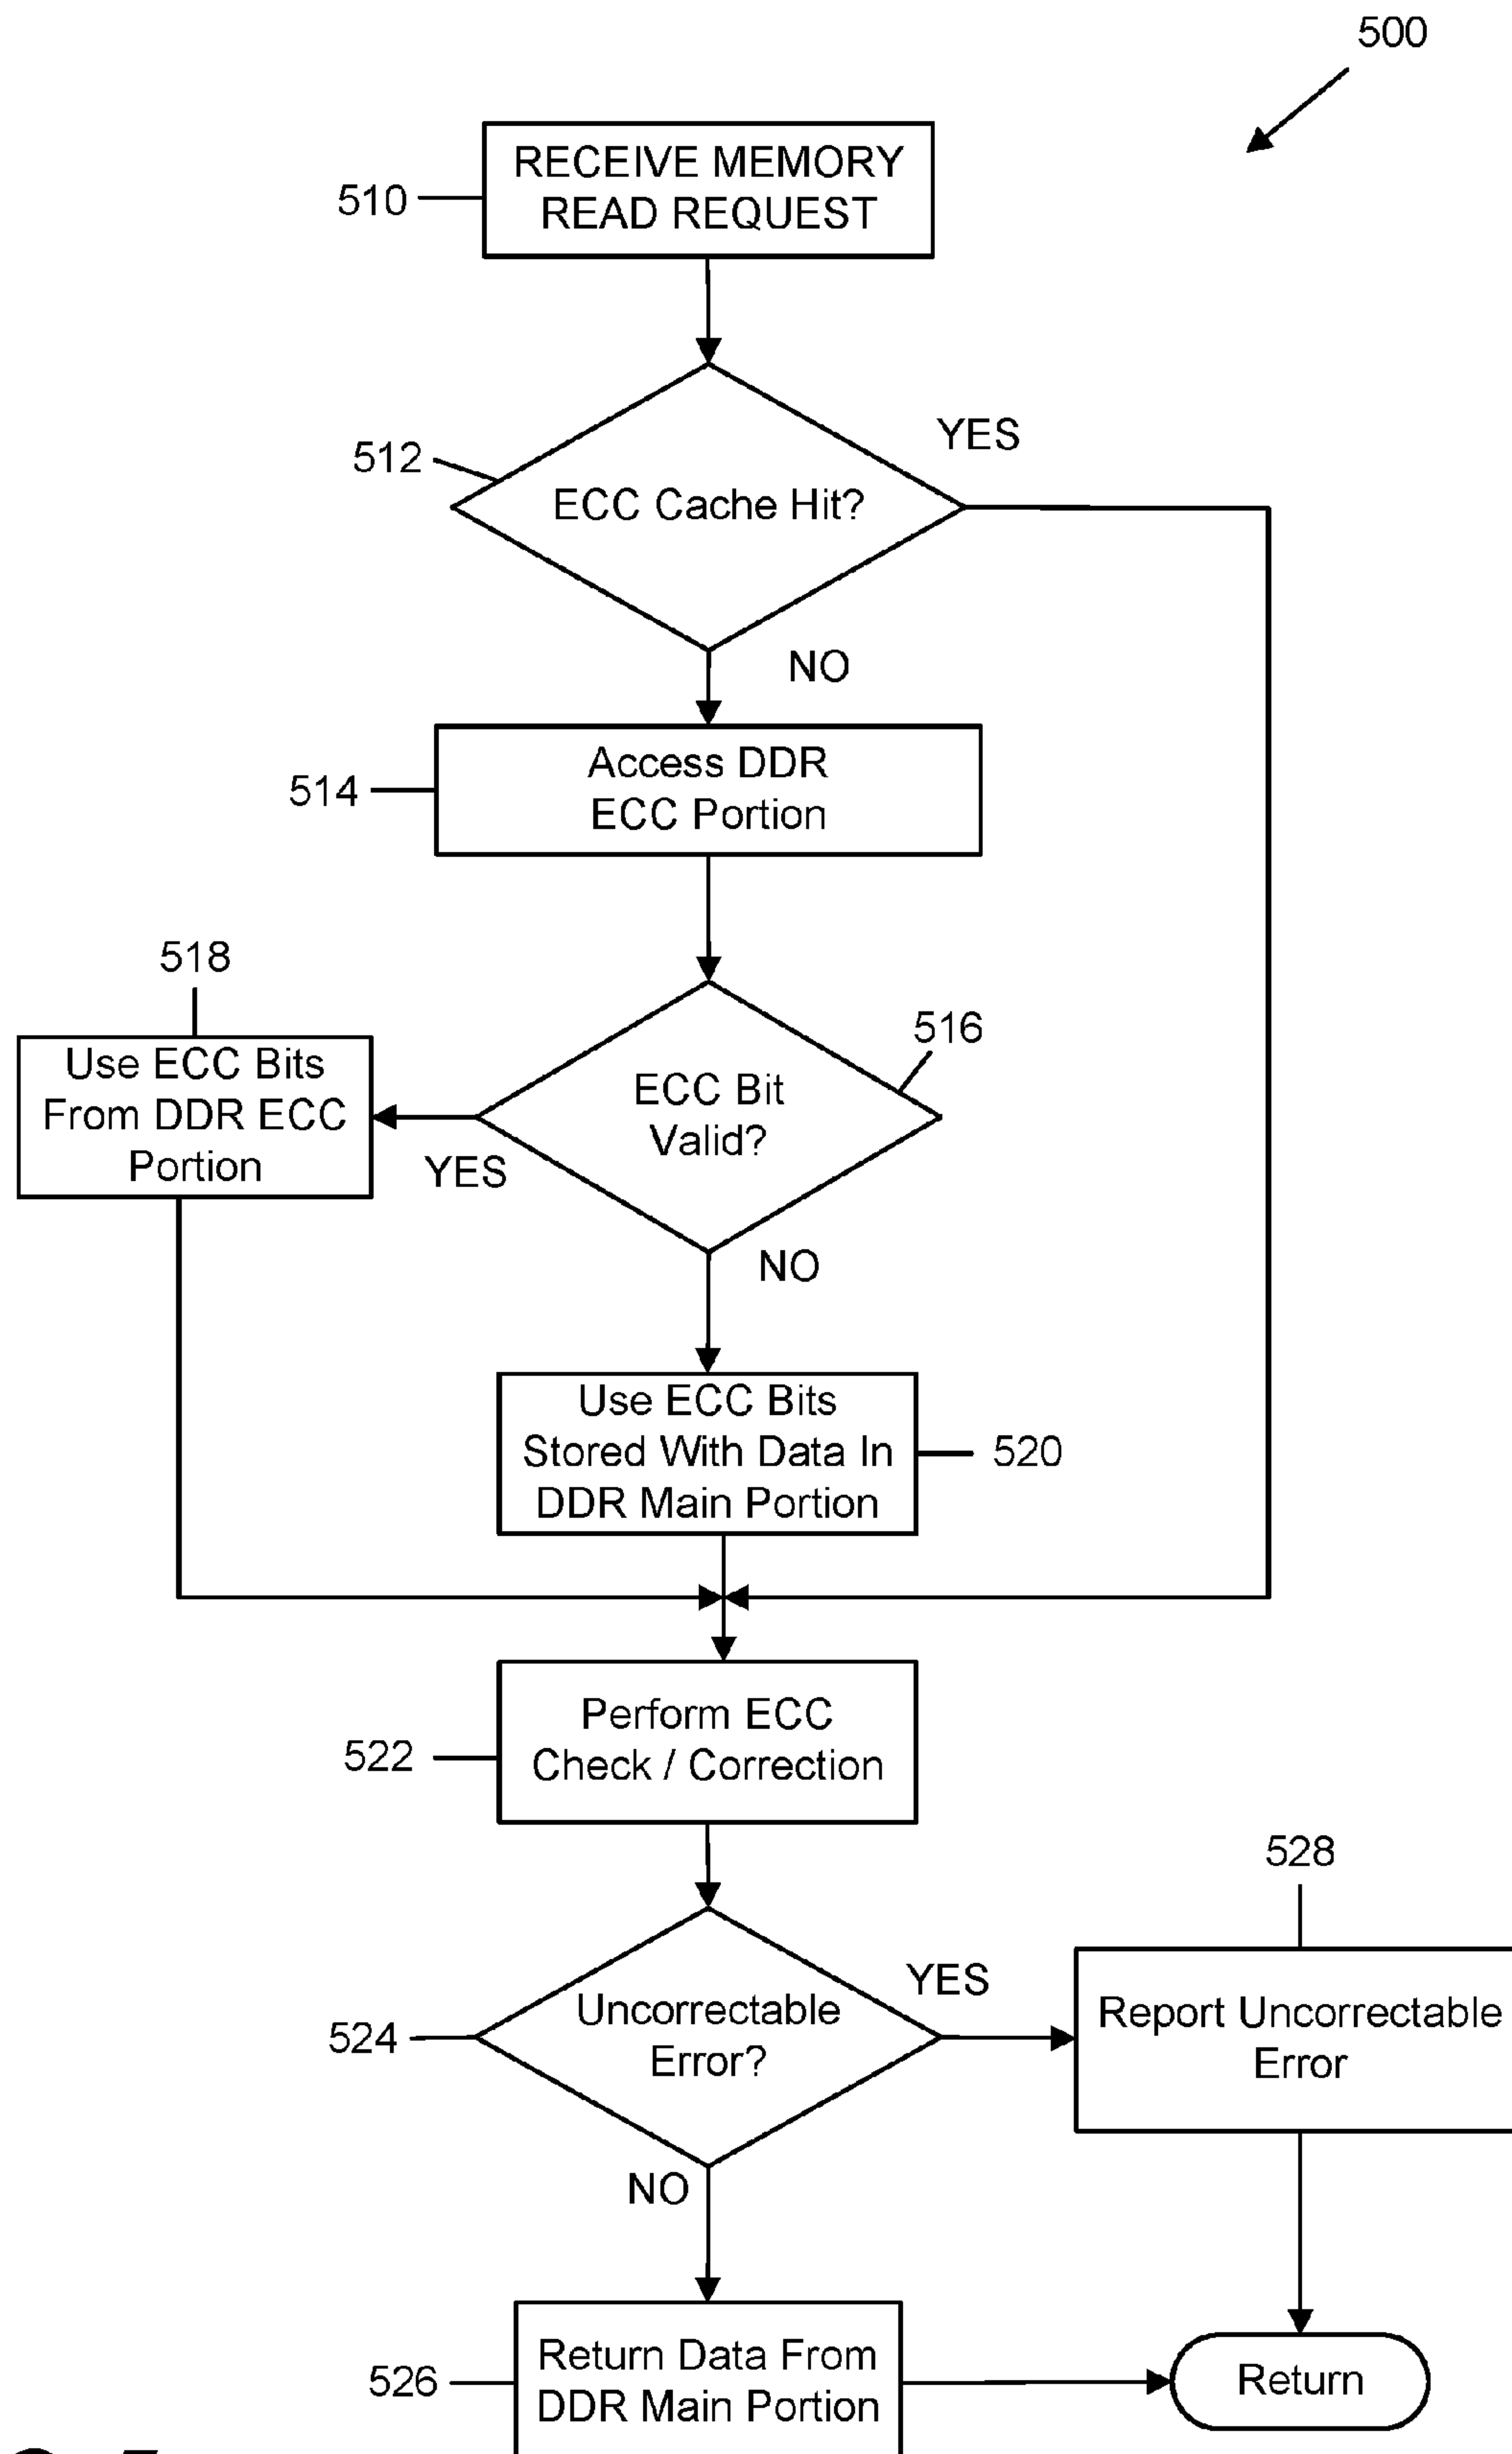 500
RECEIVE MEMORY
READ REQUEST
510
512
ECC Cache Hit?
YES
NO
514
Access DDR
ECC Portion
518
Use ECC Bits
From DDR ECC
Portion
516
ECC Bit
Valid?
YES
NO
Use ECC Bits
Stored With Data In
DDR Main Portion
520
522
Perform ECC
Check / Correction
528
524
Uncorrectable
Error?
YES
Report Uncorrectable
Error
NO
526
Return Data From
DDR Main Portion
Return